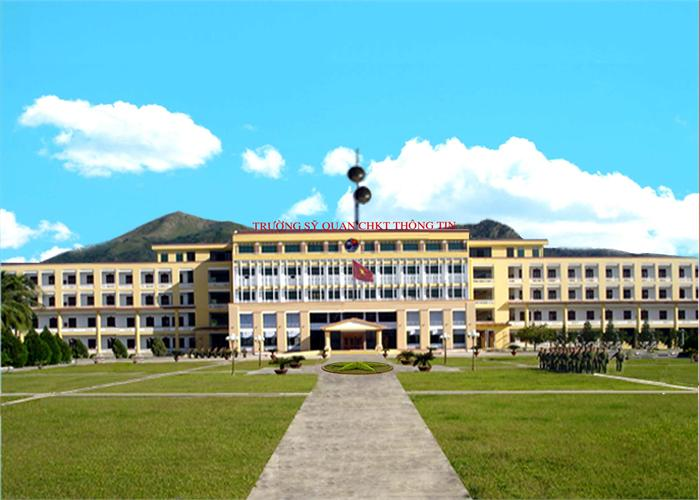 TRƯỜNG SỸ QUAN CHKT THÔNG TIN